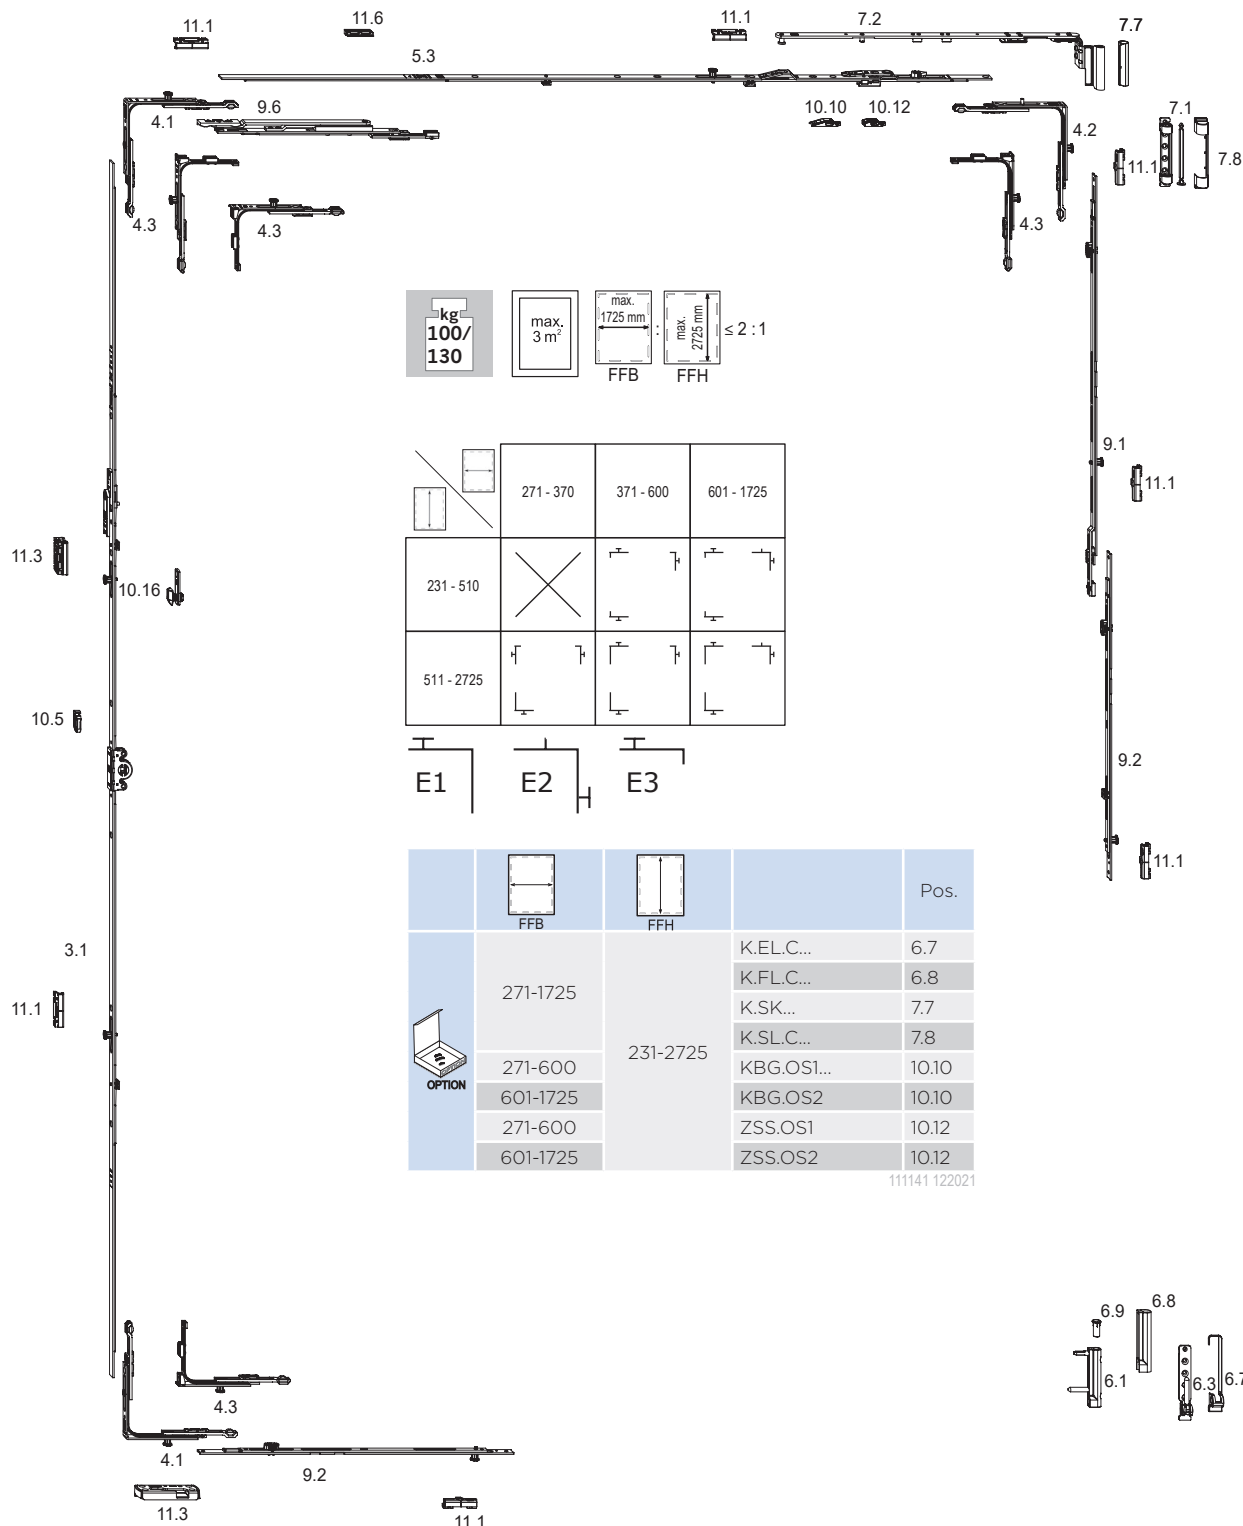 11.1
11.6
11.1
7.2
7.7
5.3
4.1
9.6
10.10
10.12
7.1
4.2
11.1
7.8
4.3
4.3
4.3
kg
100/
130
max.
3 m²
max.
1725 mm
:
max.
2725 mm
≤ 2 : 1
FFB
FFH
9.1
11.1
271 - 370
371 - 600
601 - 1725
231 - 510
511 - 2725
11.3
10.16
10.5
E1
E2
E3
9.2
11.1
FFB
FFH
Pos.
K.EL.C...
6.7
K.FL.C...
6.8
271-1725
K.SK...
7.7
K.SL.C...
7.8
231-2725
271-600
KBG.OS1...
10.10
OPTION
601-1725
KBG.OS2
10.10
271-600
ZSS.OS1
10.12
601-1725
ZSS.OS2
10.12
111141 122021
3.1
11.1
6.9
6.8
6.1
6.3
6.7
4.3
4.1
9.2
11.3
11.1